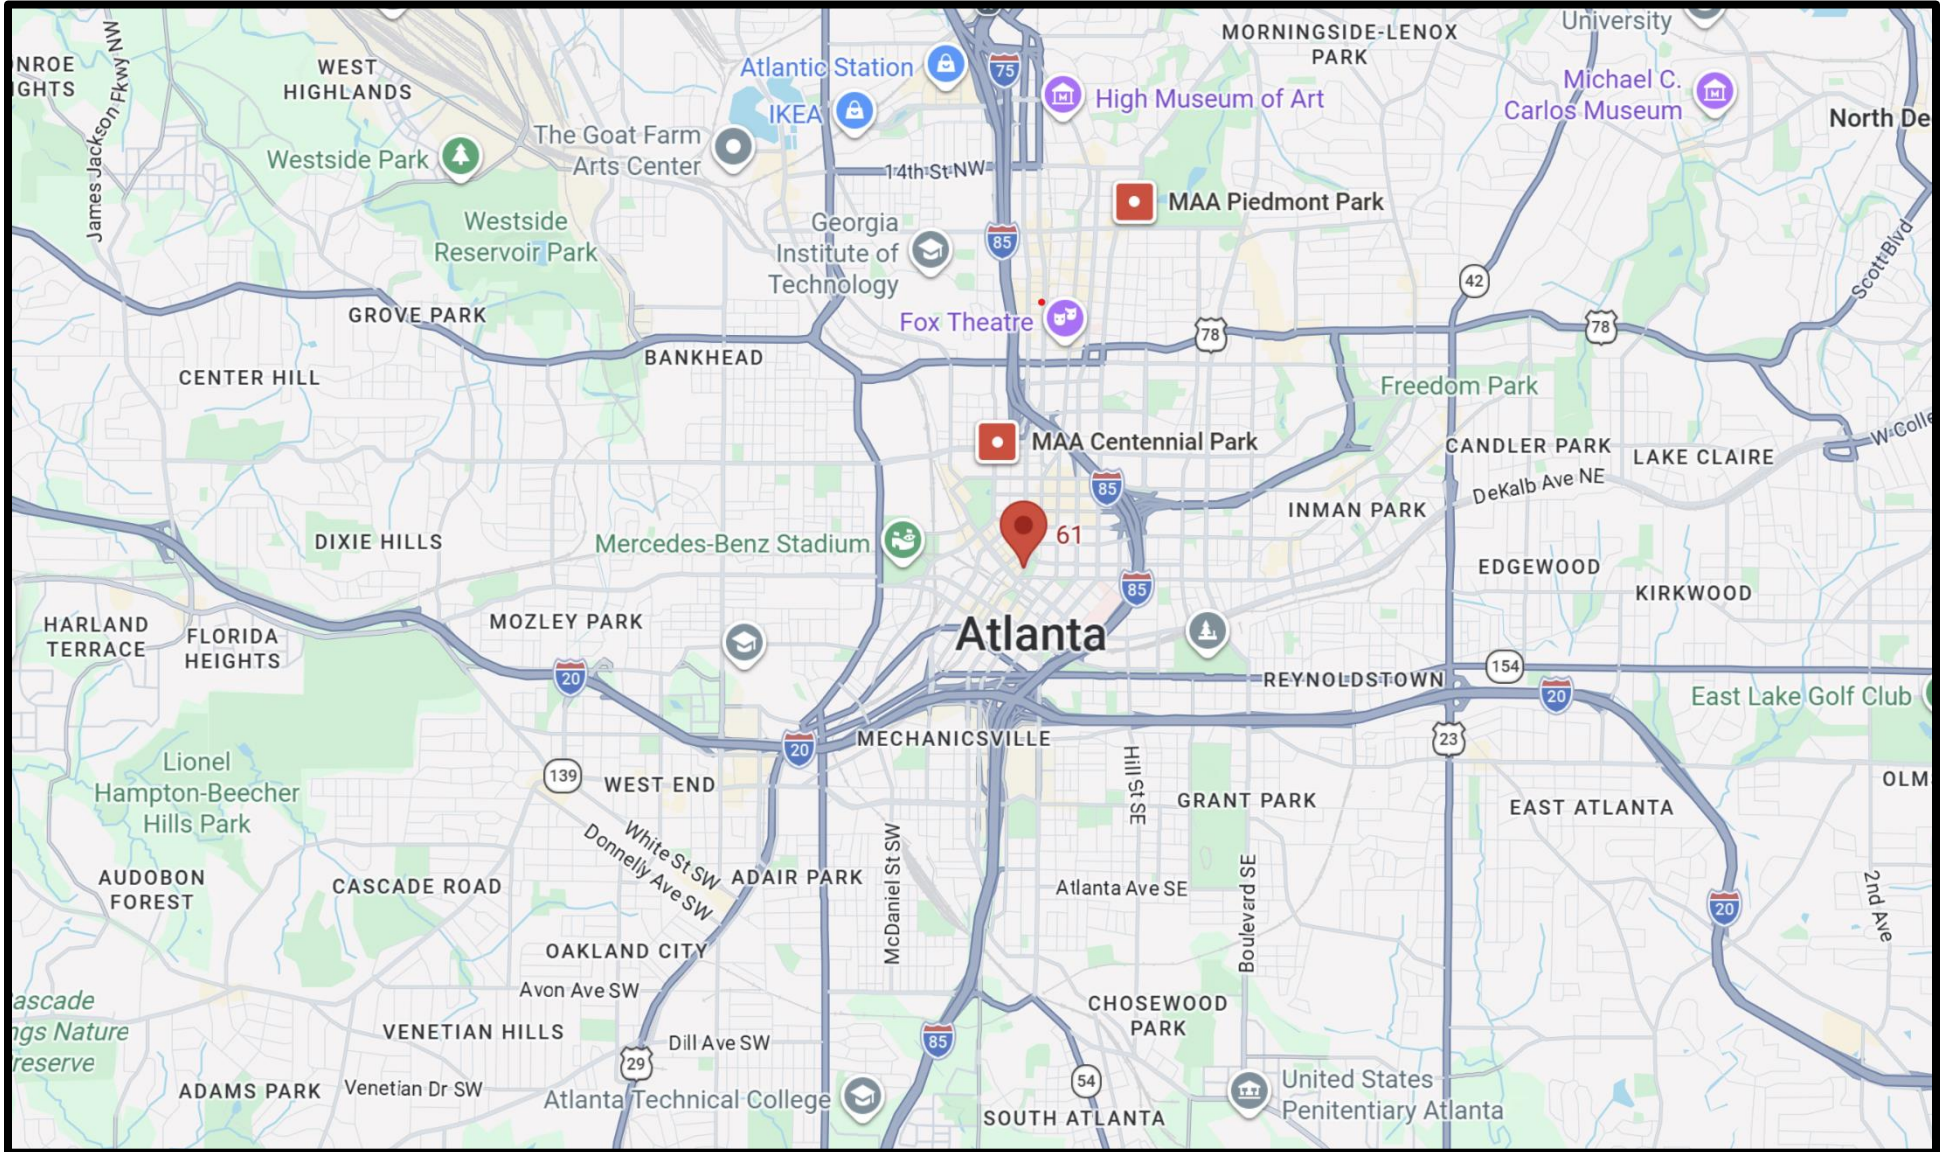 University
MORNINGSIDE-LENOX
PARK
NROE
GHTS
WEST
HIGHLANDS
Atlantic Station
75
IKEA
High Museum of Art
Michael C.
Carlos Museum
North De
James Jackson Pkwy NW
Westside Park
The Goat Farm
Arts Center
14th St NW
MAA Piedmont Park
Westside
Reservoir Park
Georgia
Institute of
Technology
85
42
Scott Blvd
GROVE PARK
Fox Theatre
78
78
BANKHEAD
CENTER HILL
Freedom Park
MAA Centennial Park
CANDLER PARK
LAKE CLAIRE
W Colle
85
DeKalb Ave NE
INMAN PARK
DIXIE HILLS
Mercedes-Benz Stadium
61
EDGEWOOD
85
KIRKWOOD
HARLAND
TERRACE
FLORIDA
HEIGHTS
MOZLEY PARK
Atlanta
20
REYNOLDSTOWN
154
20
East Lake Golf Club
20
MECHANICSVILLE
23
Lionel
Hampton-Beecher
Hills Park
139
WEST END
Hill St SE
GRANT PARK
EAST ATLANTA
OLM
White St SW
Donnelly Ave SW
McDaniel St SW
AUDOBON
FOREST
CASCADE ROAD
ADAIR PARK
Atlanta Ave SE
Boulevard SE
20
2nd Ave
OAKLAND CITY
Avon Ave SW
ascade
ngs Nature
reserve
VENETIAN HILLS
Dill Ave SW
85
CHOSEWOOD
PARK
29
ADAMS PARK
Venetian Dr SW
Atlanta Technical College
54
SOUTH ATLANTA
United States
Penitentiary Atlanta